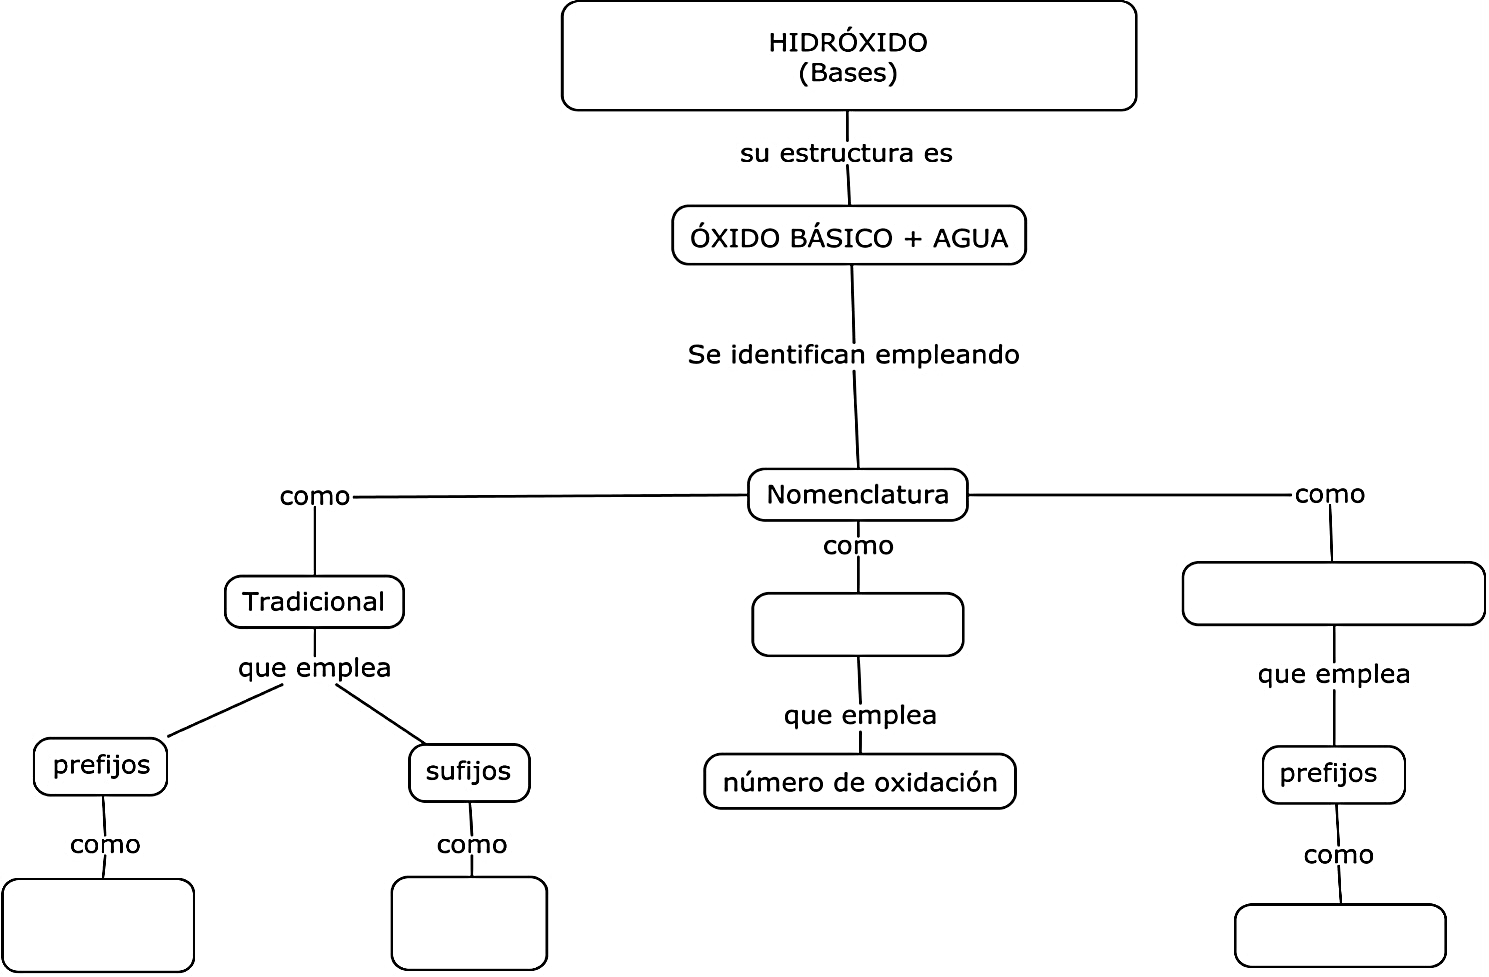 HIDRÓXIDO
(Bases)
su estructura es
ÓXIDO BÁSICO + AGUA
Se identifican empleando
como
Nomenclatura
como
como
Tradicional
que emplea
que emplea
que emplea
prefijos
sufijos
número de oxidación
prefijos
como
como
como